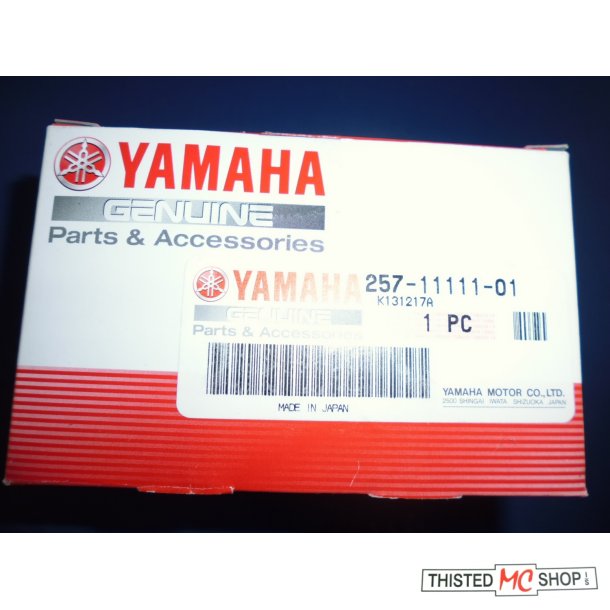 YAMAHA
GENUINE
Parts & Accessories
YAMAHA 257-11111-01
K131217A
GENUINE
Parts & Accessories 1 PC
MADE IN JAPAN
YAMAHA MOTOR CO.,LTD.
2500 SHINGAI IWATA SHIZUOKA JAPAN
THISTED MC SHOP I/S